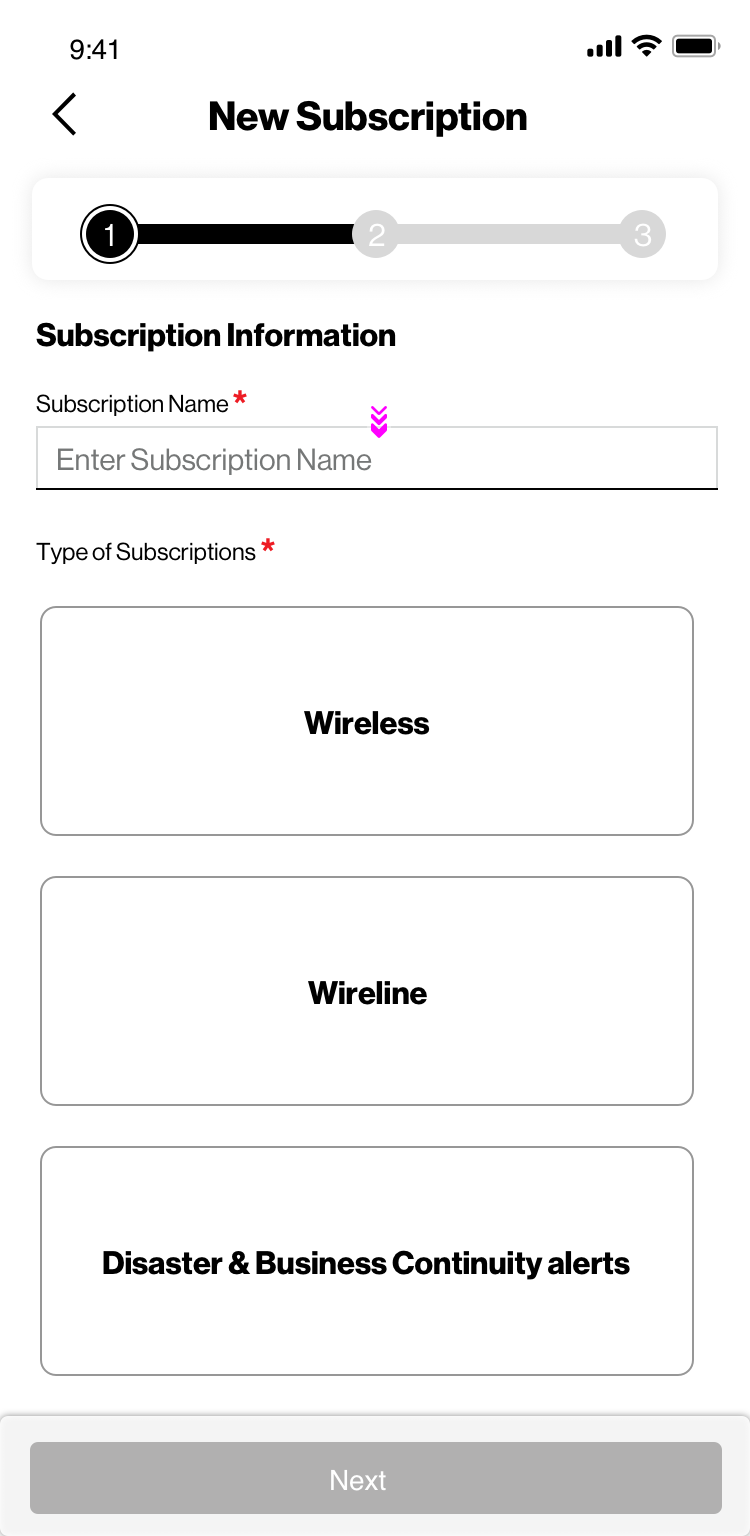 9:41
New Subscription
1 2 3
Subscription Information
Subscription Name *
Enter Subscription Name
Type of Subscriptions *
Wireless
Wireline
Disaster & Business Continuity alerts
Next